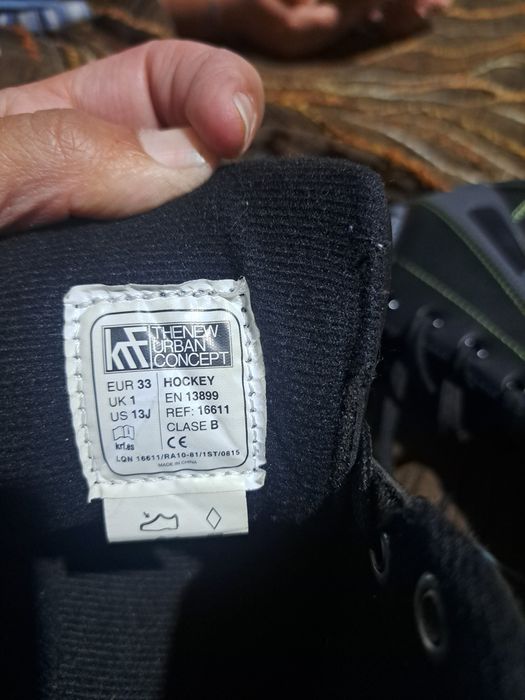 krf THE NEW
URBAN
CONCEPT
EUR 33 HOCKEY
UK 1 EN 13899
US 13J REF: 16611
CLASE B
krf.es CE
LQN 16611/RA10-81/1ST/0815
MADE IN CHINA